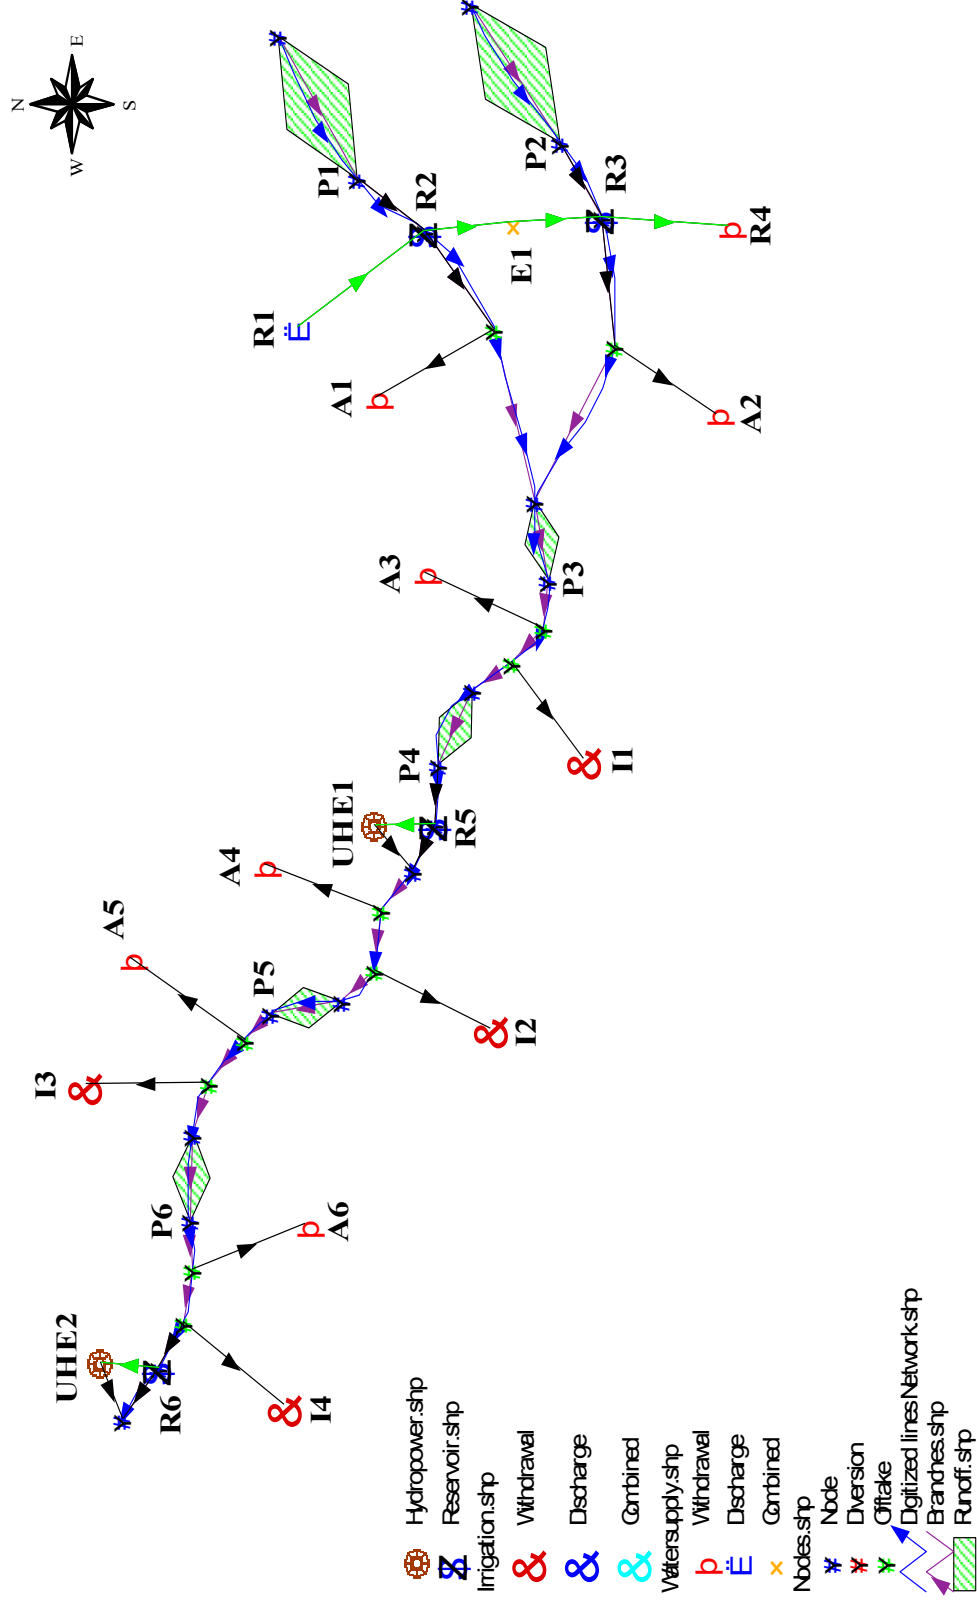 N
E
W
S
P1
P2
R2
R3
R1
E1
R4
A1
A2
A3
P3
I1
P4
UHE1
R5
A4
A5
P5
I2
I3
P6
A6
UHE2
R6
I4
Hydropower.shp
Reservoir.shp
Irrigation.shp
& Withdrawal
& Discharge
& Combined
Watersupply.shp
þ Withdrawal
Ë Discharge
× Combined
Nodes.shp
Node
Diversion
Offtake
Digitized lines Network.shp
Branches.shp
Runoff.shp